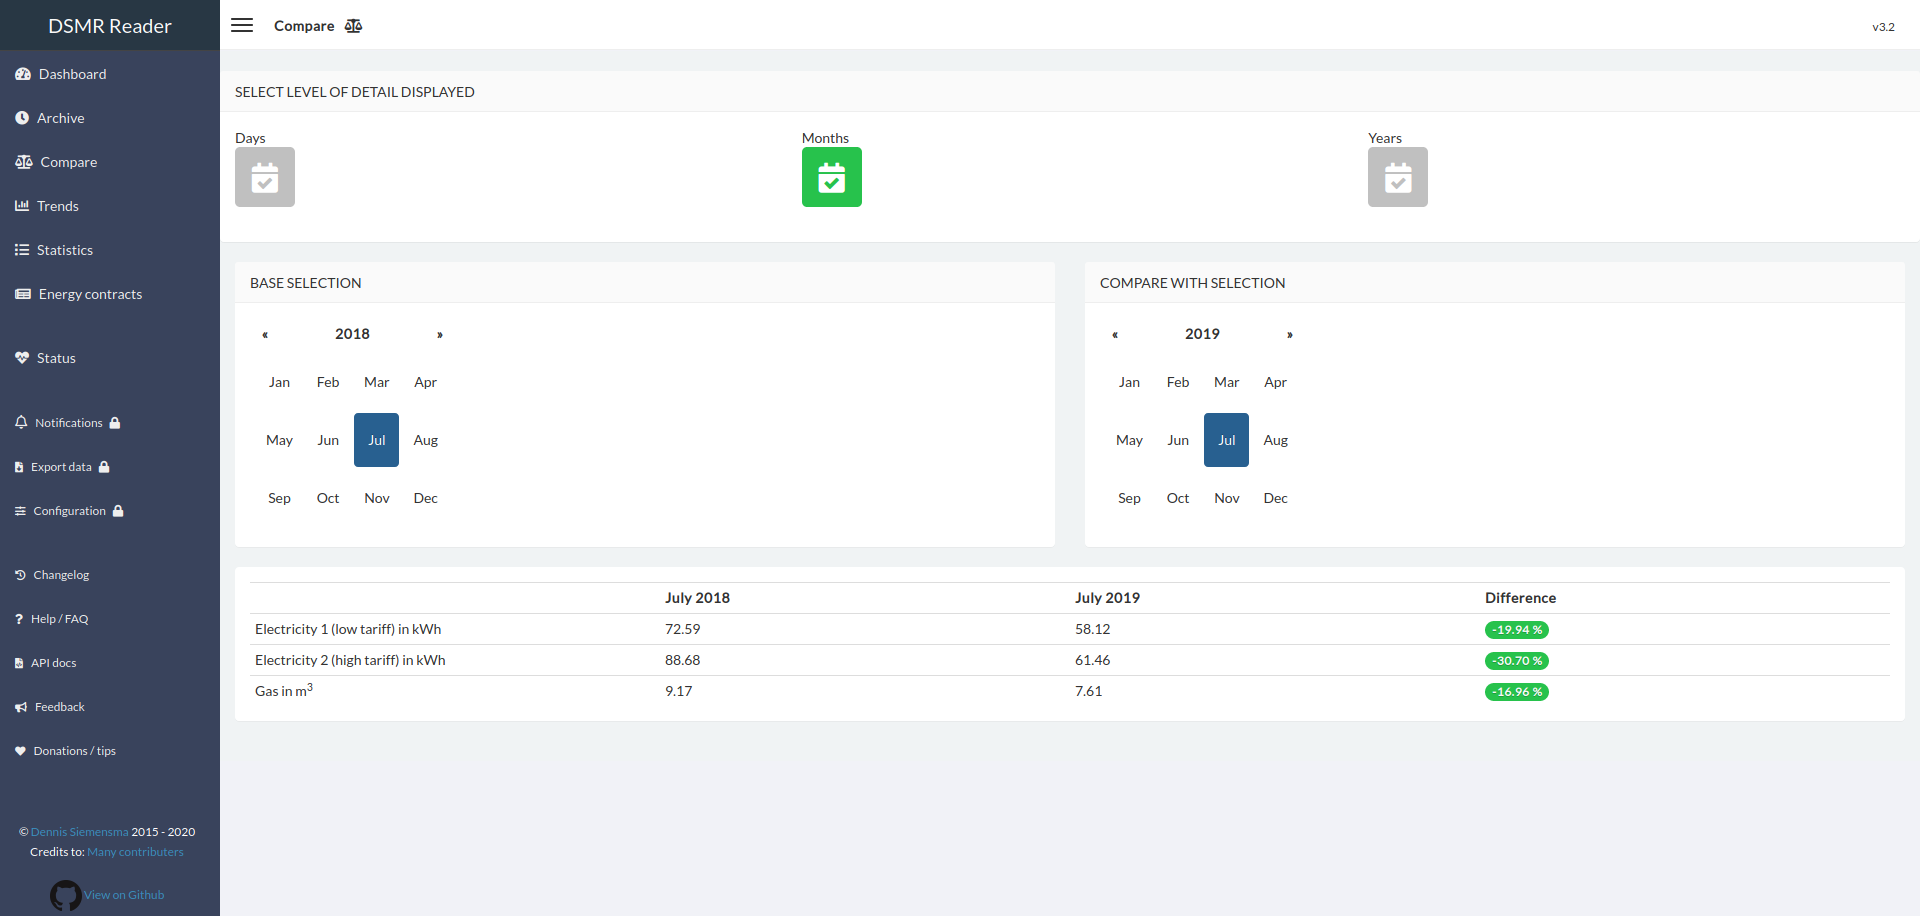 DSMR Reader
Compare
v3.2
Dashboard
Archive
Compare
Trends
Statistics
Energy contracts
Status
Notifications
Export data
Configuration
Changelog
Help / FAQ
API docs
Feedback
Donations / tips
© Dennis Siemensma 2015 - 2020
Credits to: Many contributers
View on Github
SELECT LEVEL OF DETAIL DISPLAYED
Days Months Years
BASE SELECTION
« 2018 »
Jan Feb Mar Apr
May Jun Jul Aug
Sep Oct Nov Dec
COMPARE WITH SELECTION
« 2019 »
Jan Feb Mar Apr
May Jun Jul Aug
Sep Oct Nov Dec
July 2018 July 2019 Difference
Electricity 1 (low tariff) in kWh 72.59 58.12 -19.94 %
Electricity 2 (high tariff) in kWh 88.68 61.46 -30.70 %
Gas in m³ 9.17 7.61 -16.96 %